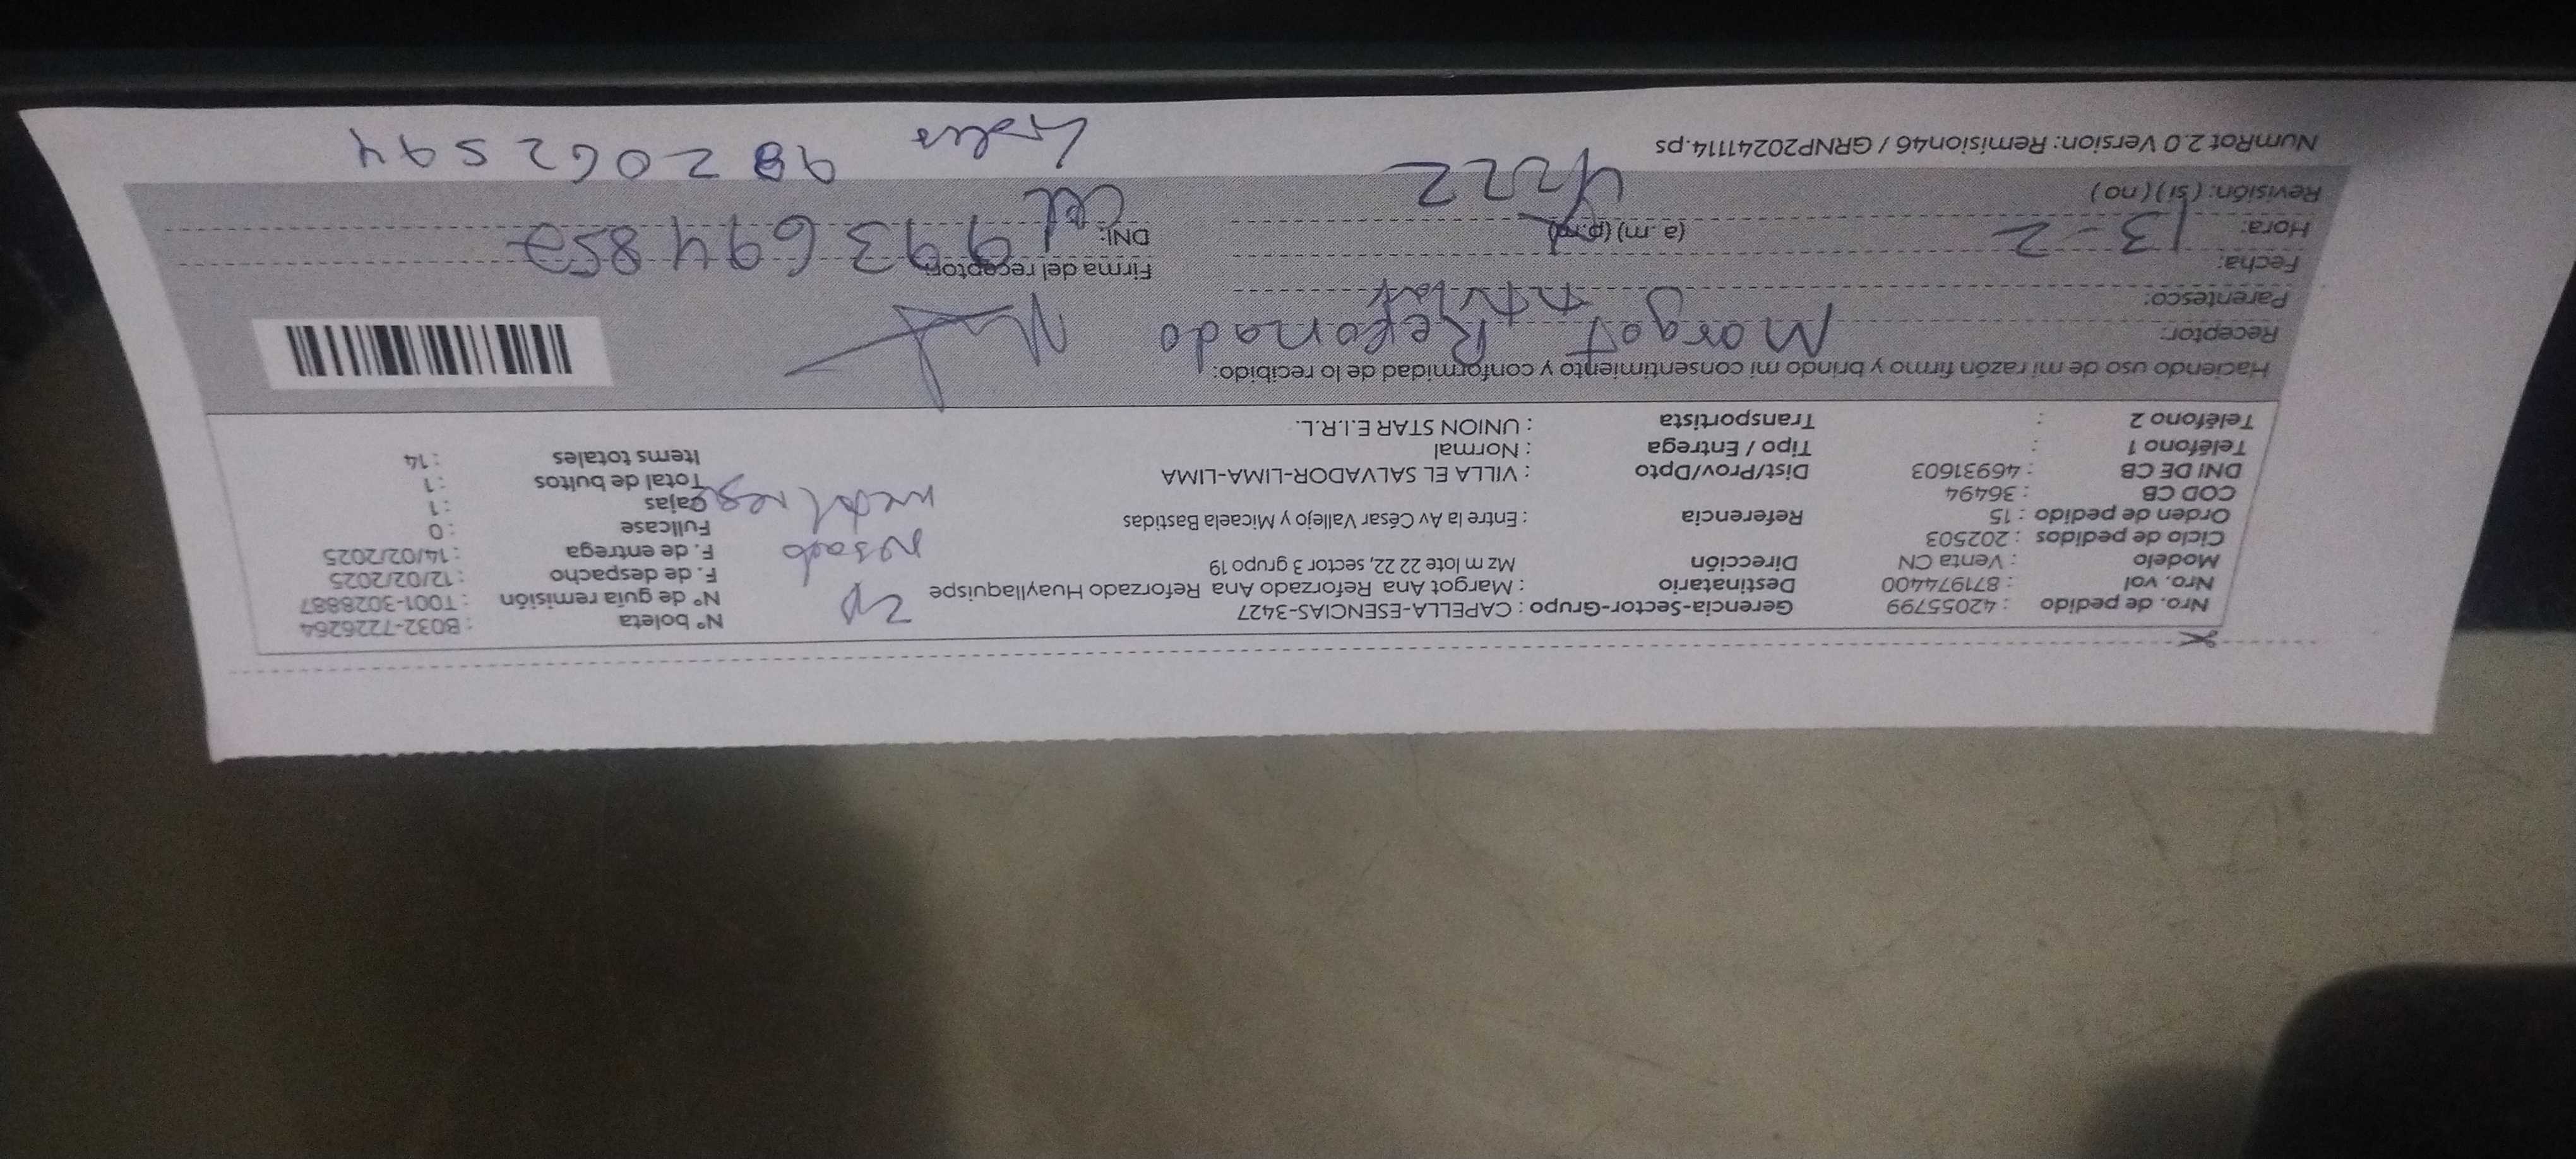 Nro. de pedido : 42055799 Gerencia-Sector-Grupo : CAPELLA-ESENCIAS-3427 N° boleta : B032-7226264
Nro. vol : 871974400 Destinatario : Margot Ana Reforzado Ana Reforzado Huayllaquispe N° de guía remisión : T001-3028887
Modelo : Venta CN Dirección Mz m lote 22 22, sector 3 grupo 19 F. de despacho : 12/02/2025
Ciclo de pedidos : 202503 F. de entrega : 14/02/2025
Orden de pedido : 15 Referencia : Entre la Av César Vallejo y Micaela Bastidas Fullcase : 0
COD CB : 36494 Cajas : 1
DNI DE CB : 46931603 Dist/Prov/Dpto : VILLA EL SALVADOR-LIMA-LIMA Total de bultos : 1
Teléfono 1 : Tipo / Entrega : Normal Items totales : 14
Teléfono 2 : Transportista : UNION STAR E.I.R.L.
2p
rosado
metal
Haciendo uso de mi razón firmo y brindo mi consentimiento y conformidad de lo recibido:
Receptor: Margot
Parentesco: titular
Fecha: 13-2 Firma del receptor:
Hora: (a. m) (p.m) DNI: Cel 993694857
Revisión: (si) (no) 4222
NumRot 2.0 Version: Remision46 / GRNP20241114.ps
982062594